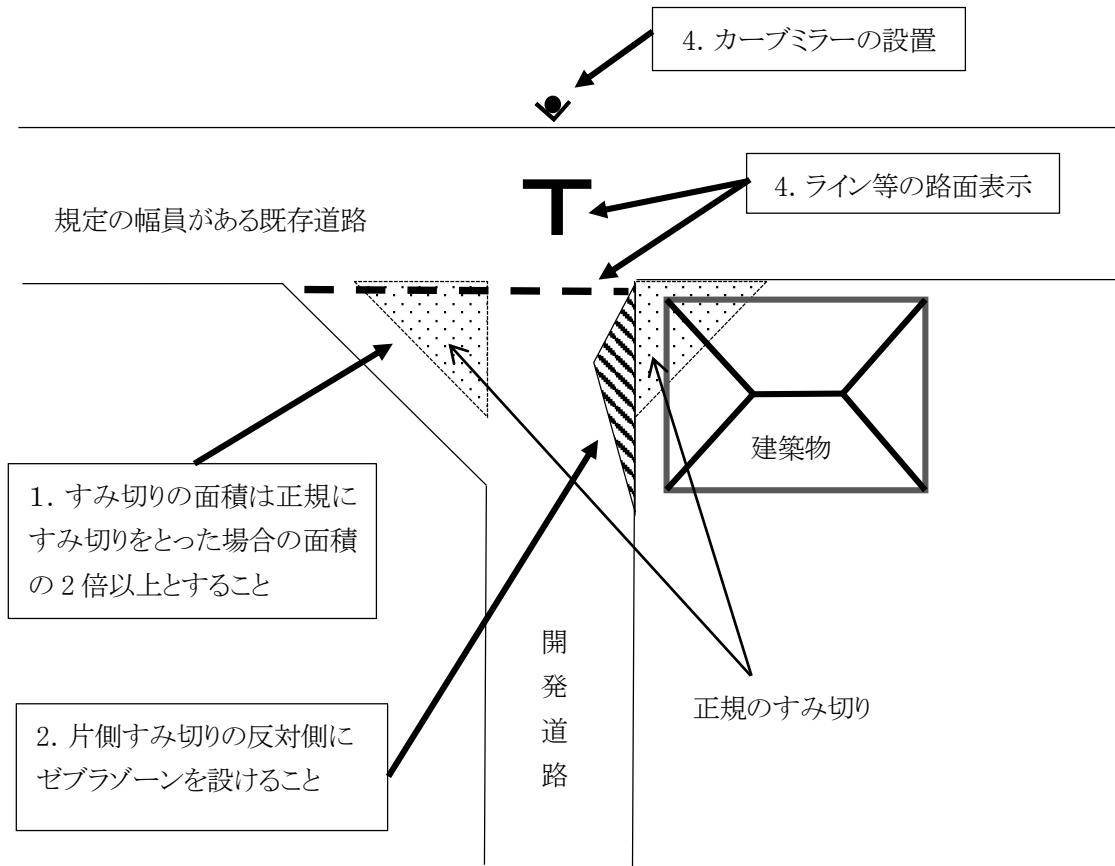 4. カーブミラーの設置
4. ライン等の路面表示
規定の幅員がある既存道路
建築物
1. すみ切りの面積は正規に
すみ切りをとった場合の面積
の 2 倍以上とすること
開
発
道
路
正規のすみ切り
2. 片側すみ切りの反対側に
ゼブラゾーンを設けること